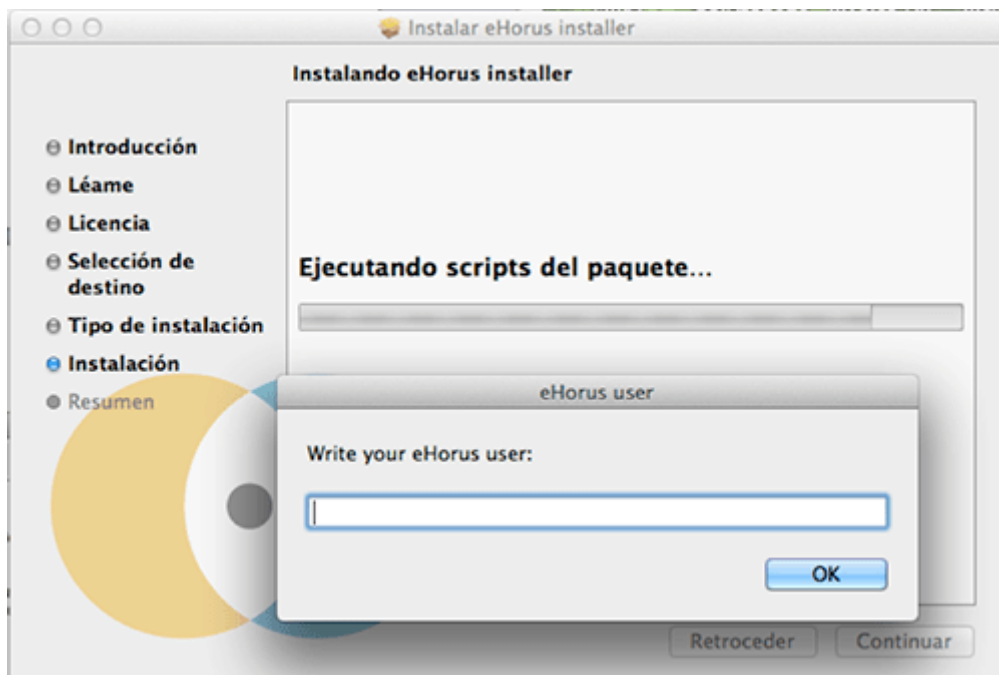 Instalar eHorus installer
Instalando eHorus installer
Introducción
Léame
Licencia
Selección de
destino
Tipo de instalación
Instalación
Resumen
Ejecutando scripts del paquete...
eHorus user
Write your eHorus user:
OK
Retroceder
Continuar